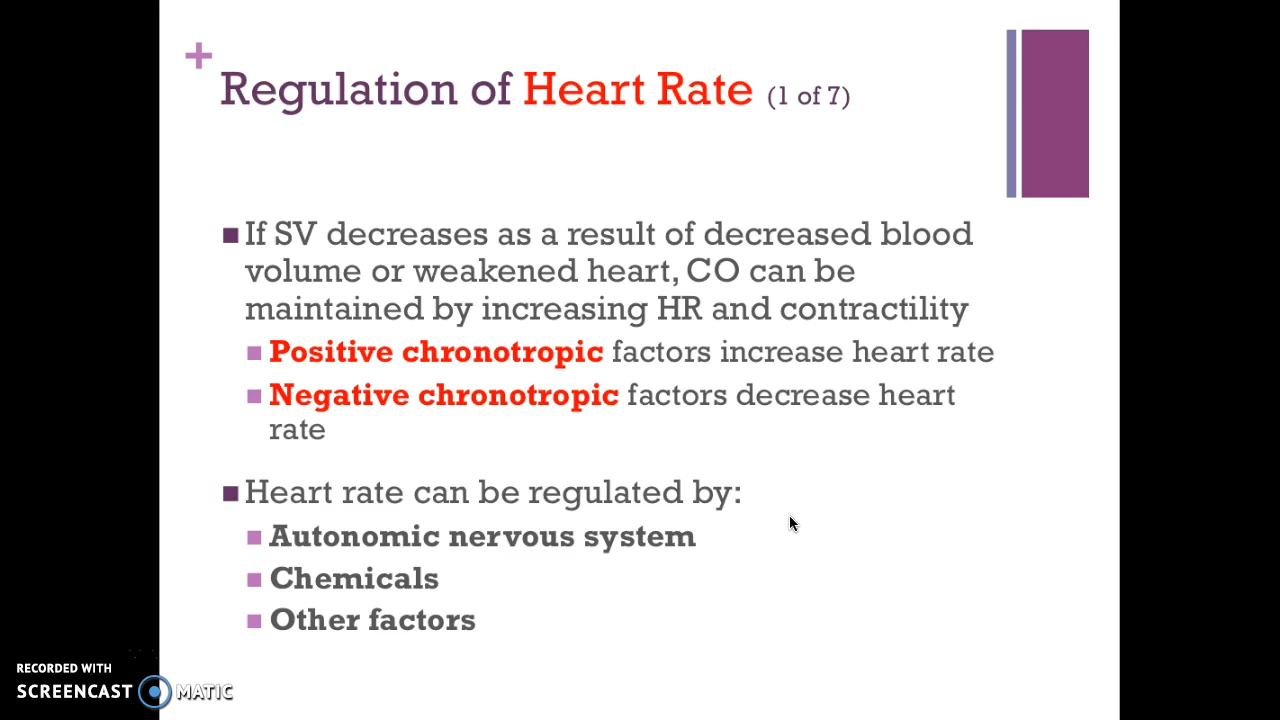 +
Regulation of Heart Rate (1 of 7)
If SV decreases as a result of decreased blood
volume or weakened heart, CO can be
maintained by increasing HR and contractility
Positive chronotropic factors increase heart rate
Negative chronotropic factors decrease heart
rate
Heart rate can be regulated by:
Autonomic nervous system
Chemicals
Other factors
RECORDED WITH
SCREENCAST MATIC